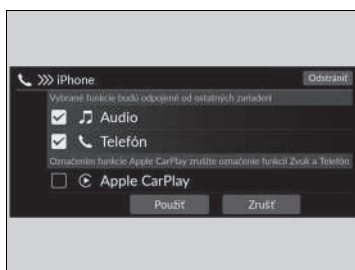 iPhone
Odstrániť
Vybrané funkcie budú odpojené od ostatných zariadení
Audio
Telefón
Označením funkcie Apple CarPlay zrušíte označenie funkcií Zvuk a Telefón
Apple CarPlay
Použiť
Zrušť